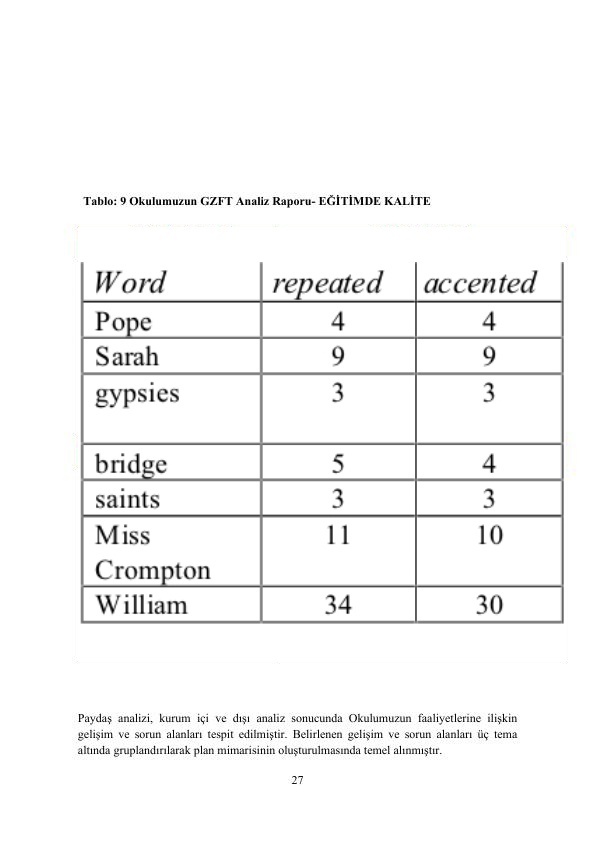 Tablo: 9 Okulumuzun GZFT Analiz Raporu- EĞİTİMDE KALİTE
Word repeated accented
Pope 4 4
Sarah 9 9
gypsies 3 3
bridge 5 4
saints 3 3
Miss 11 10
Crompton
William 34 30
Paydaş analizi, kurum içi ve dışı analiz sonucunda Okulumuzun faaliyetlerine ilişkin
gelişim ve sorun alanları tespit edilmiştir. Belirlenen gelişim ve sorun alanları üç tema
altında gruplandırılarak plan mimarisinin oluşturulmasında temel alınmıştır.
27